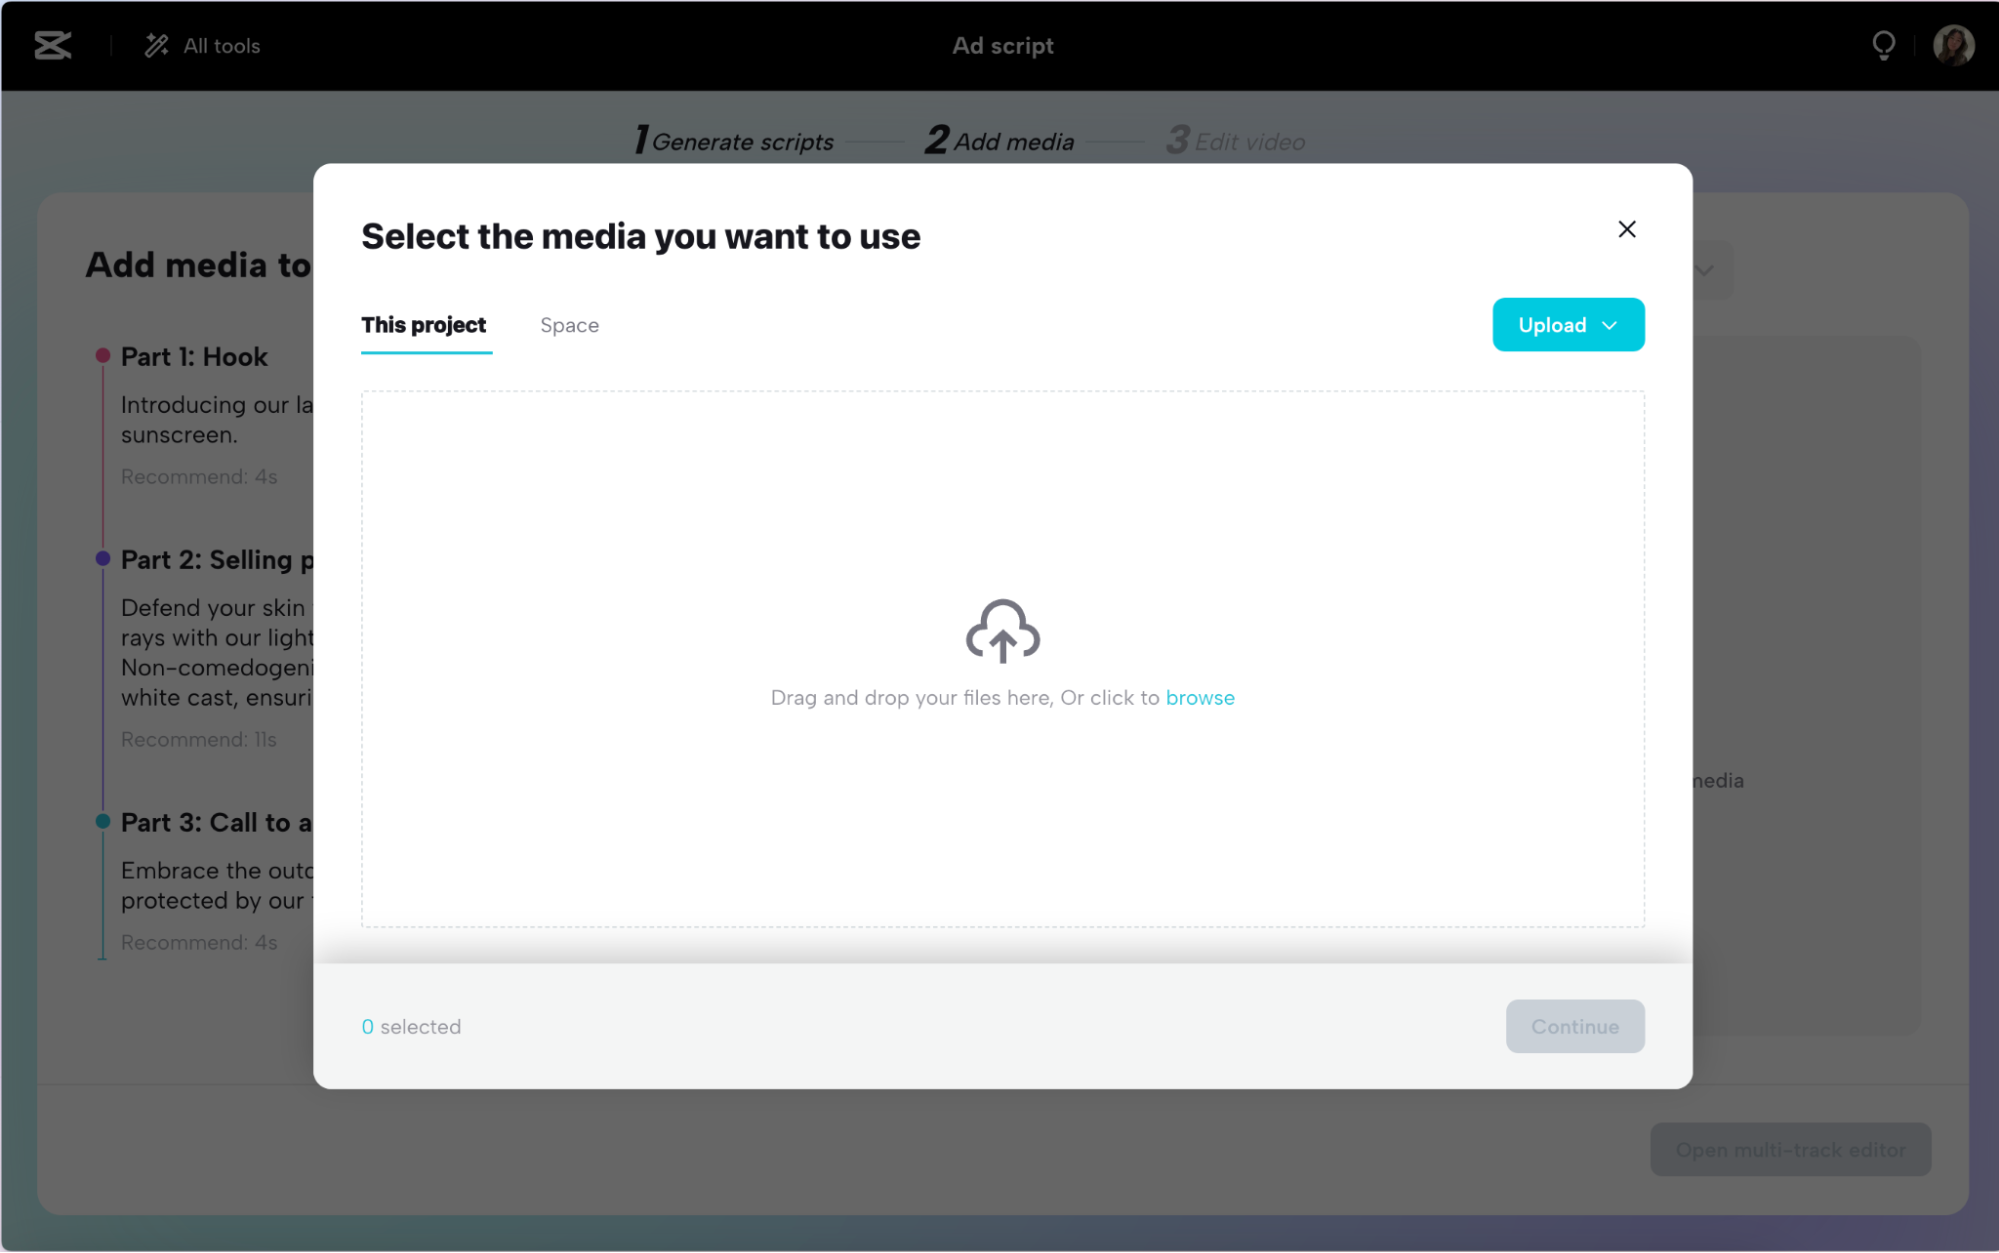 All tools
Ad script
1 Generate scripts
2 Add media
3 Edit video
Add media to
Select the media you want to use
This project
Space
Upload
Part 1: Hook
Introducing our la
sunscreen.
Recommend: 4s
Part 2: Selling p
Defend your skin
rays with our light
Non-comedogeni
white cast, ensuri
Recommend: 11s
Drag and drop your files here, Or click to browse
media
Part 3: Call to a
Embrace the outd
protected by our
Recommend: 4s
0 selected
Continue
Open multi-track editor